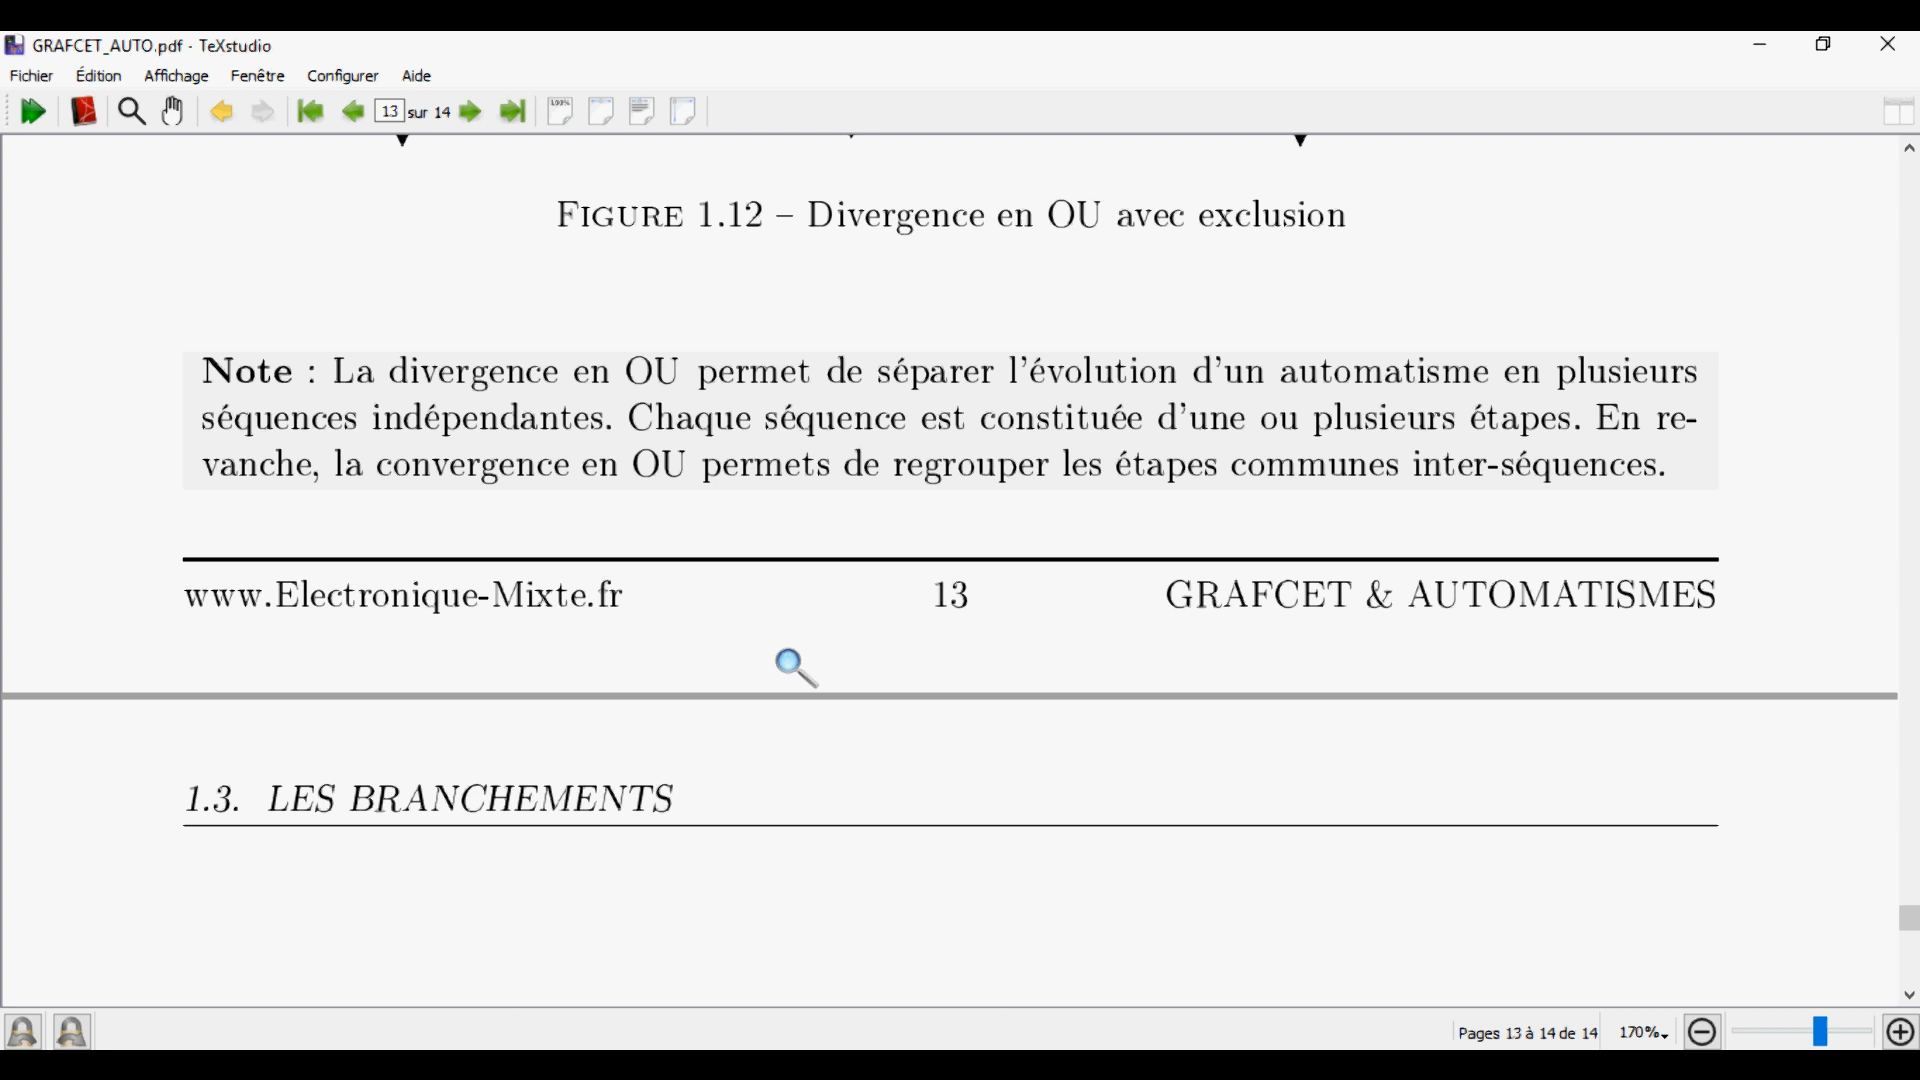 GRAFCET_AUTO.pdf - TeXstudio
Fichier Édition Affichage Fenêtre Configurer Aide
13 sur 14 100%
FIGURE 1.12 – Divergence en OU avec exclusion
Note : La divergence en OU permet de séparer l'évolution d'un automatisme en plusieurs
séquences indépendantes. Chaque séquence est constituée d'une ou plusieurs étapes. En re-
vanche, la convergence en OU permets de regrouper les étapes communes inter-séquences.
www.Electronique-Mixte.fr 13 GRAFCET & AUTOMATISMES
1.3. LES BRANCHEMENTS
Pages 13 à 14 de 14 170%